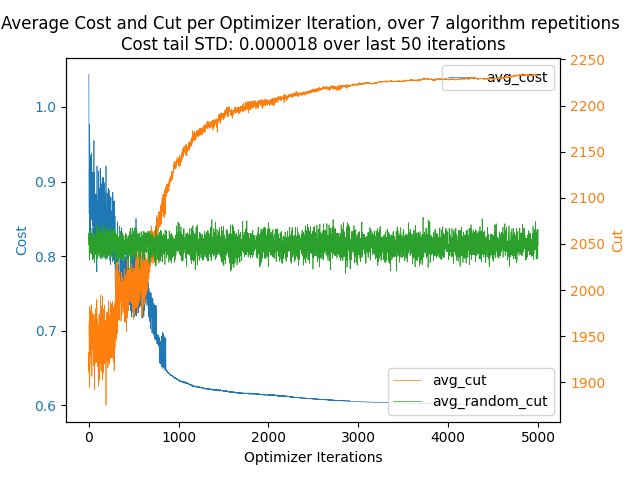 Average Cost and Cut per Optimizer Iteration, over 7 algorithm repetitions
Cost tail STD: 0.000018 over last 50 iterations
avg_cost
1.0
0.9
0.8
0.7
0.6
Cost
2250
2200
2150
2100
2050
2000
1950
1900
Cut
avg_cut
avg_random_cut
0
1000
2000
3000
4000
5000
Optimizer Iterations